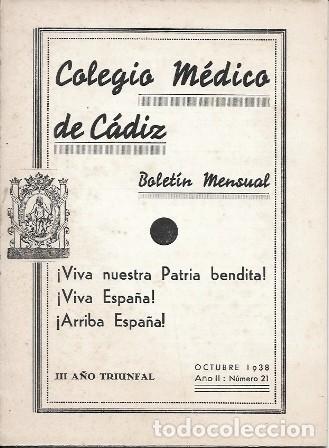 Colegio Médico
de Cádiz
Boletín Mensual
¡Viva nuestra Patria bendita!
¡Viva España!
¡Arriba España!
III AÑO TRIUNFAL
OCTUBRE 1938
Año II : Número 21
todocoleccion.net